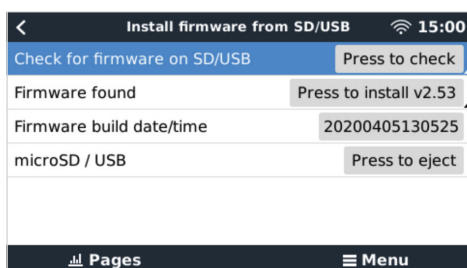 Install firmware from SD/USB 15:00
Check for firmware on SD/USB Press to check
Firmware found Press to install v2.53
Firmware build date/time 20200405130525
microSD / USB Press to eject
Pages Menu